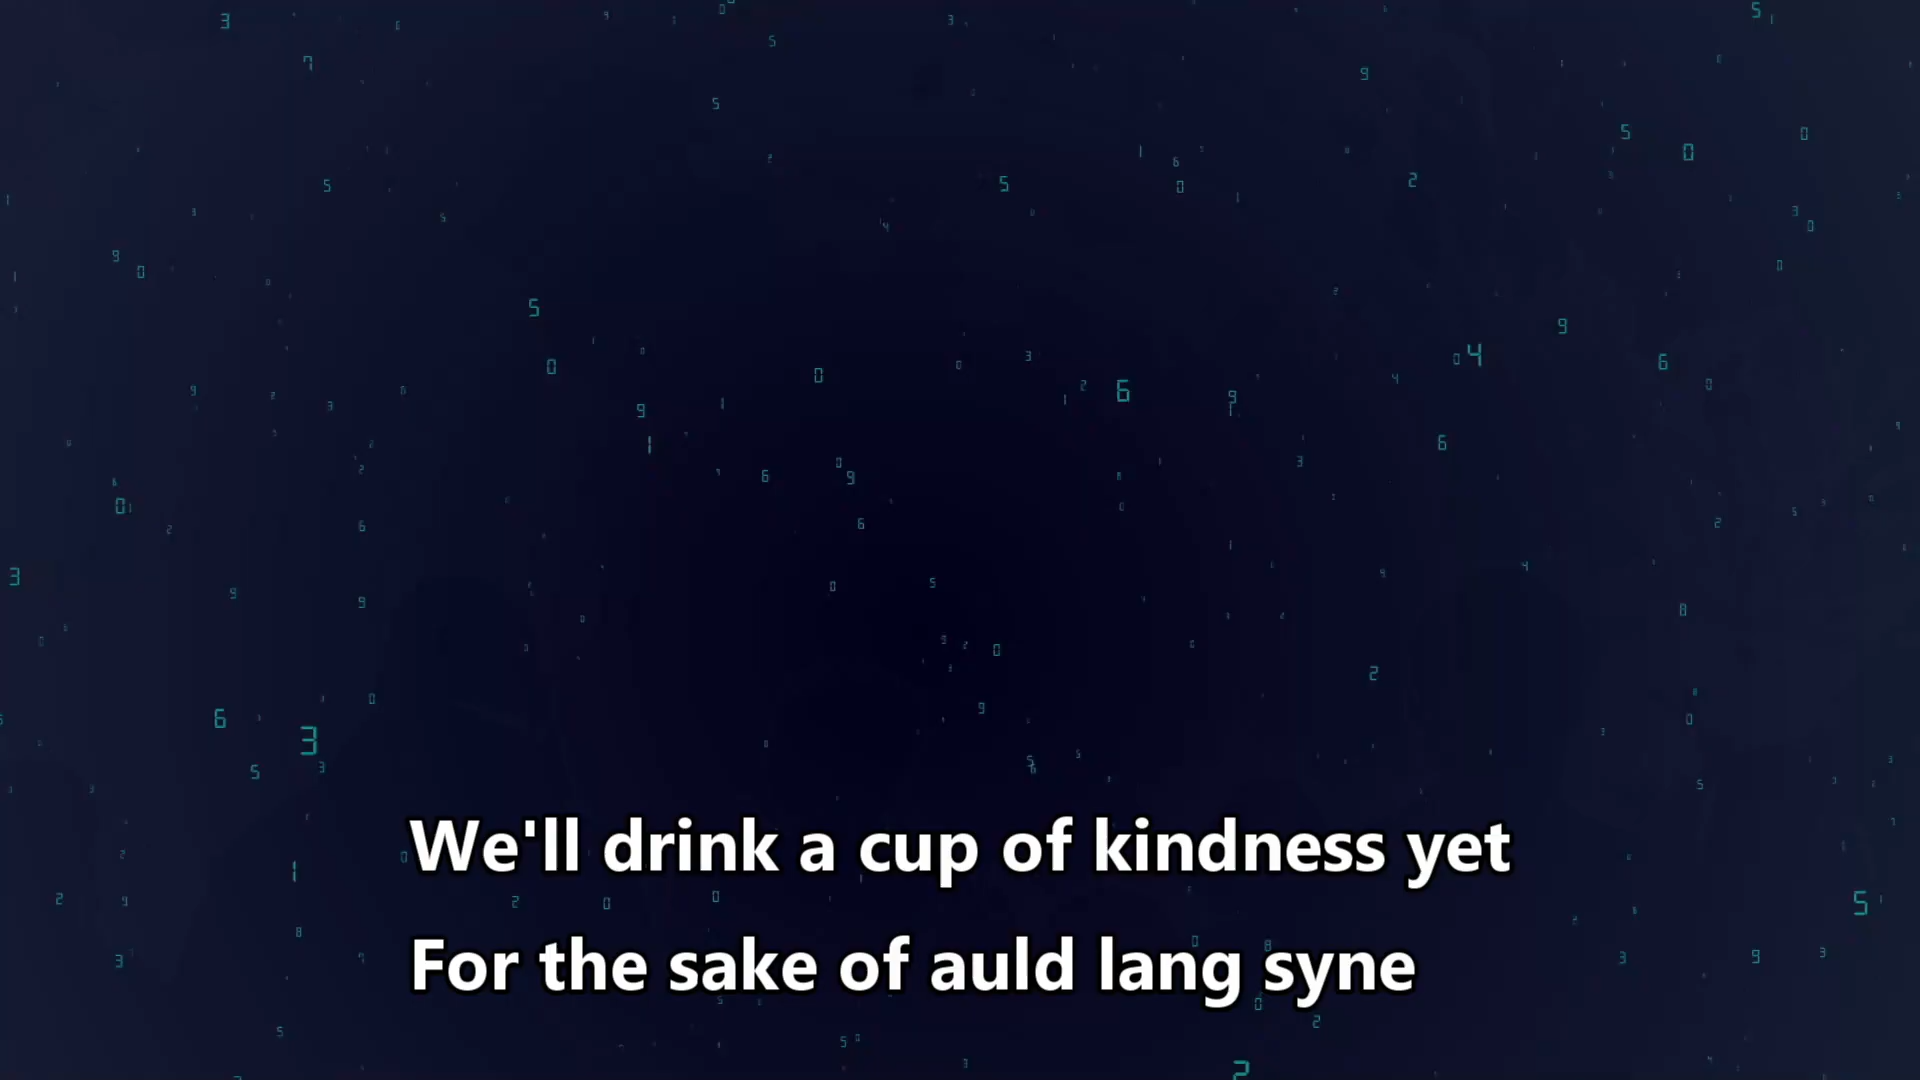 We'll drink a cup of kindness yet
For the sake of auld lang syne